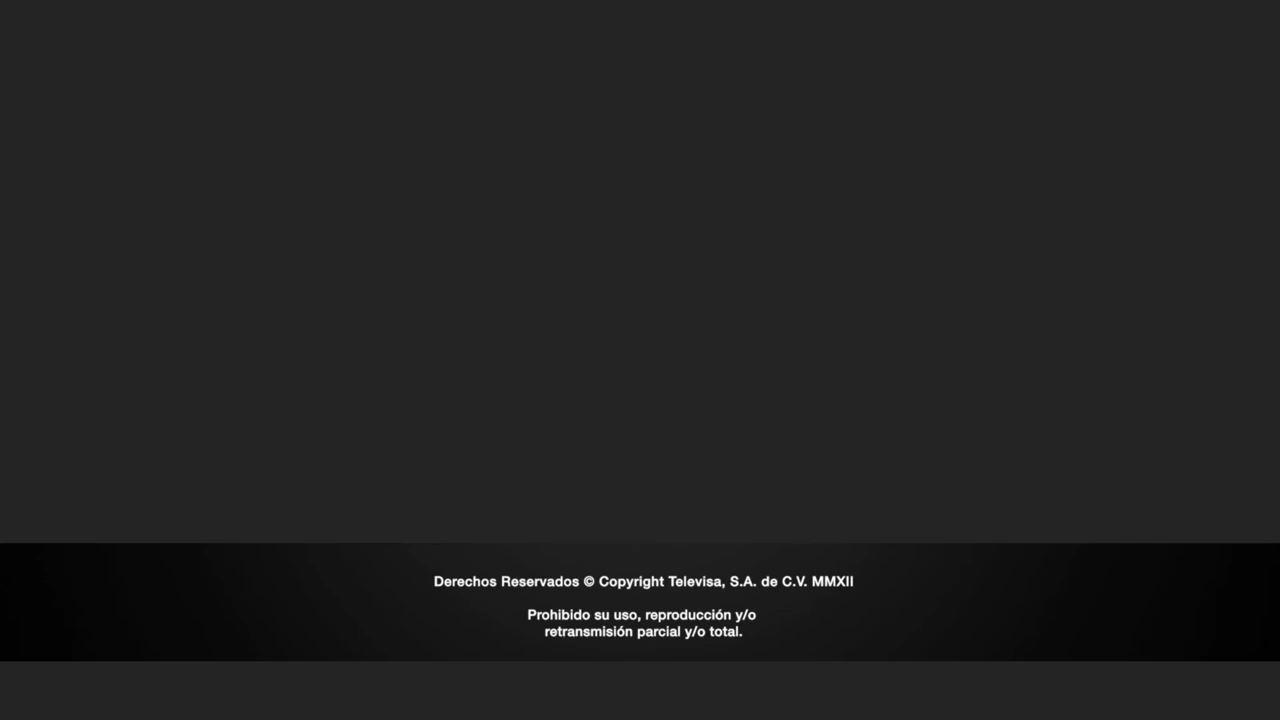 Derechos Reservados © Copyright Televisa, S.A. de C.V. MMXII
Prohibido su uso, reproducción y/o
retransmisión parcial y/o total.